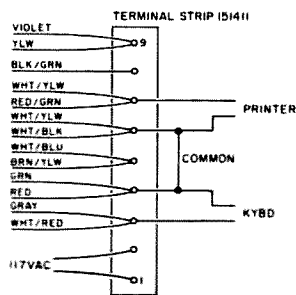 TERMINAL STRIP 151411
VIOLET
YLW
9
BLK/GRN
WHT/YLW
RED/GRN
PRINTER
WHT/YLW
WHT/BLK
WHT/BLU
COMMON
BRN/YLW
GRN
RED
GRAY
KYBD
WHT/RED
117VAC
1